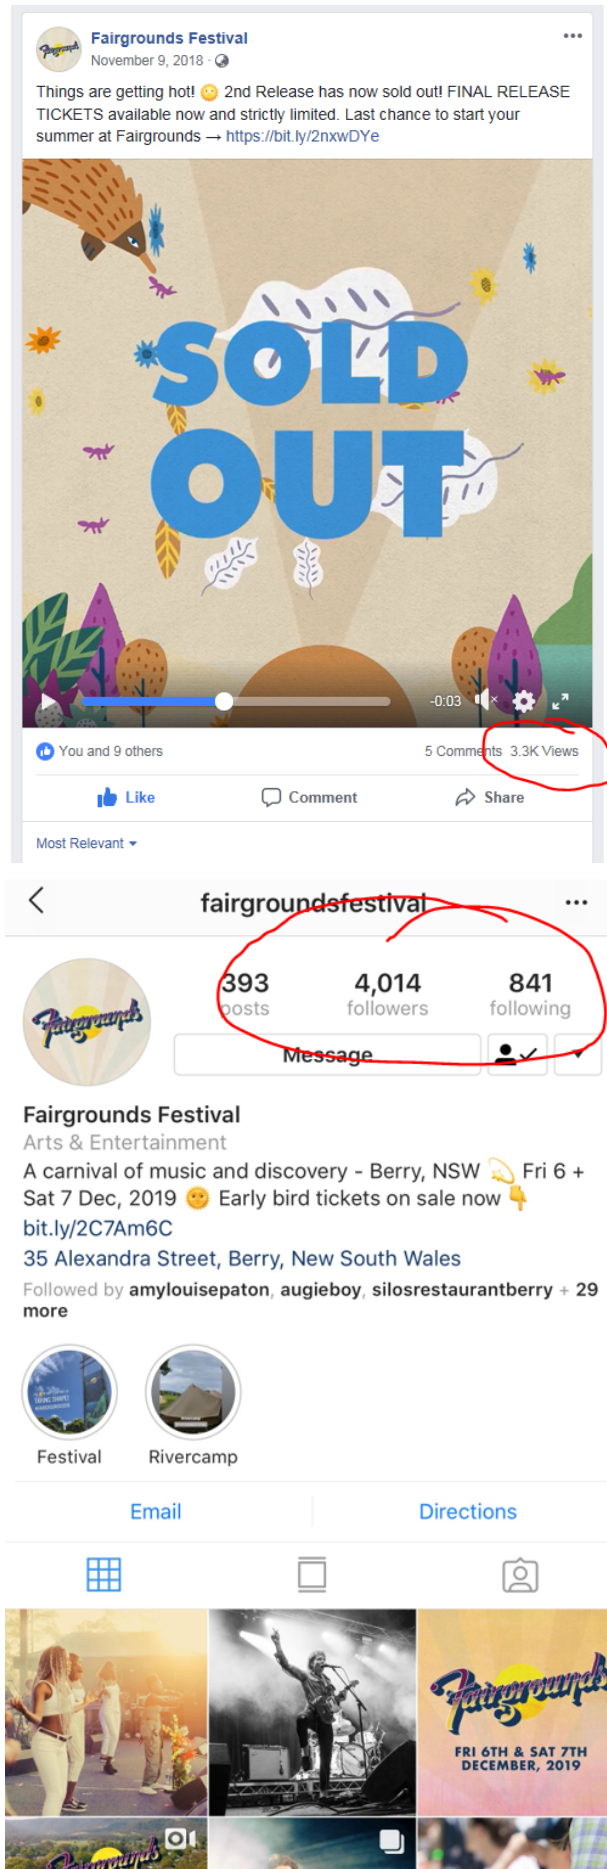 Fairgrounds
Fairgrounds Festival
November 9, 2018 ·
Things are getting hot! 🌞 2nd Release has now sold out! FINAL RELEASE
TICKETS available now and strictly limited. Last chance to start your
summer at Fairgrounds → https://bit.ly/2nxwDYe
SOLD
OUT
-0:03
You and 9 others
5 Comments 3.3K Views
Like
Comment
Share
Most Relevant
fairgroundsfestival
393
4,014
841
posts
followers
following
Fairgrounds
Message
Fairgrounds Festival
Arts & Entertainment
A carnival of music and discovery - Berry, NSW 💫 Fri 6 +
Sat 7 Dec, 2019 🌞 Early bird tickets on sale now 👇
bit.ly/2C7Am6C
35 Alexandra Street, Berry, New South Wales
Followed by amylouisepaton, augieboy, silosrestaurantberry + 29
more
Festival
Rivercamp
Email
Directions
Fairgrounds
FRI 6TH & SAT 7TH
DECEMBER, 2019
Fairgrounds